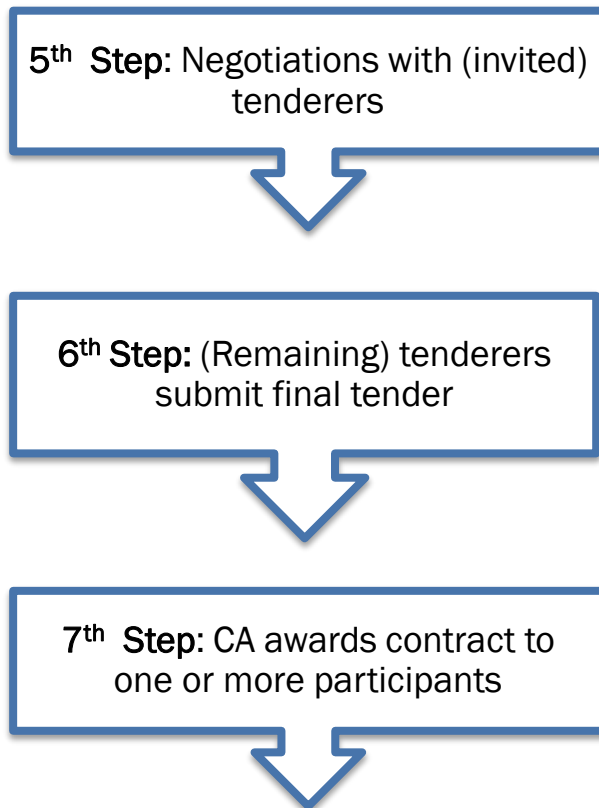 5th Step: Negotiations with (invited)
tenderers
6th Step: (Remaining) tenderers
submit final tender
7th Step: CA awards contract to
one or more participants